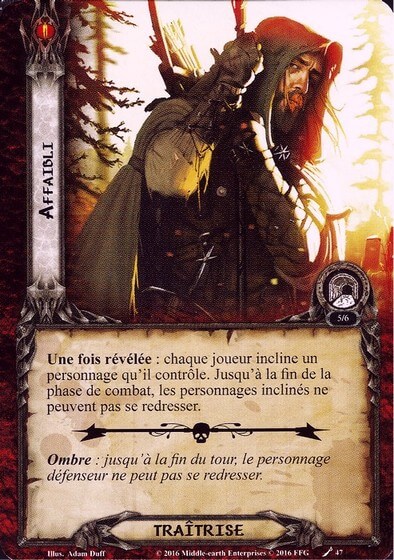 AFFAIBLI
5/6
Une fois révélée : chaque joueur incline un
personnage qu'il contrôle. Jusqu'à la fin de la
phase de combat, les personnages inclinés ne
peuvent pas se redresser.
Ombre : jusqu'à la fin du tour, le personnage
défenseur ne peut pas se redresser.
TRAÎTRISE
Illus. Adam Duff
© 2016 Middle-earth Enterprises © 2016 FFG
47